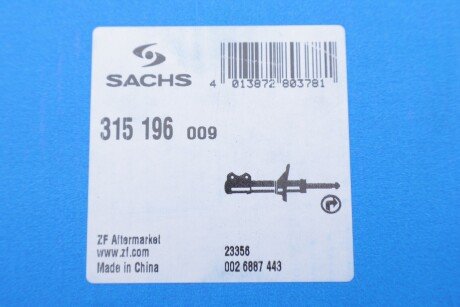 SACHS
4 013872 803781
315 196 009
ZF Aftermarket
www.zf.com
Made in China
23356
002 6887 443